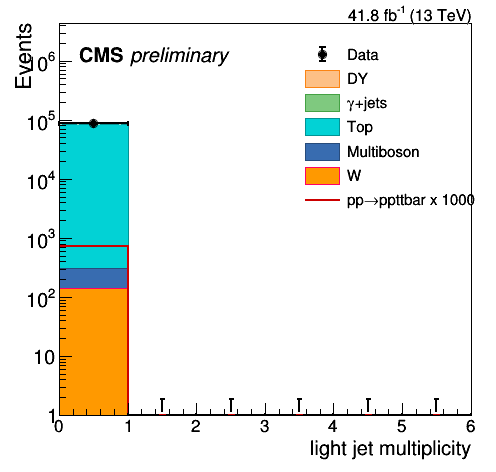 41.8 fb⁻¹ (13 TeV)
Events
CMS preliminary
Data
DY
γ+jets
Top
Multiboson
W
pp→ppttbar x 1000
10⁶
10⁵
10⁴
10³
10²
10
1
0 1 2 3 4 5 6
light jet multiplicity